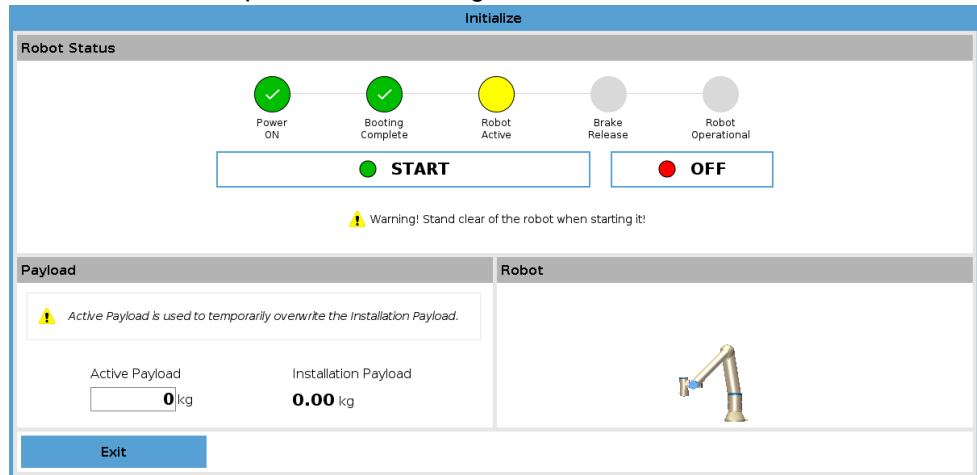 Initialize
Robot Status
Power
ON
Booting
Complete
Robot
Active
Brake
Release
Robot
Operational
START
OFF
Warning! Stand clear of the robot when starting it!
Payload
Robot
Active Payload is used to temporarily overwrite the Installation Payload.
Active Payload
Installation Payload
0 kg
0.00 kg
Exit